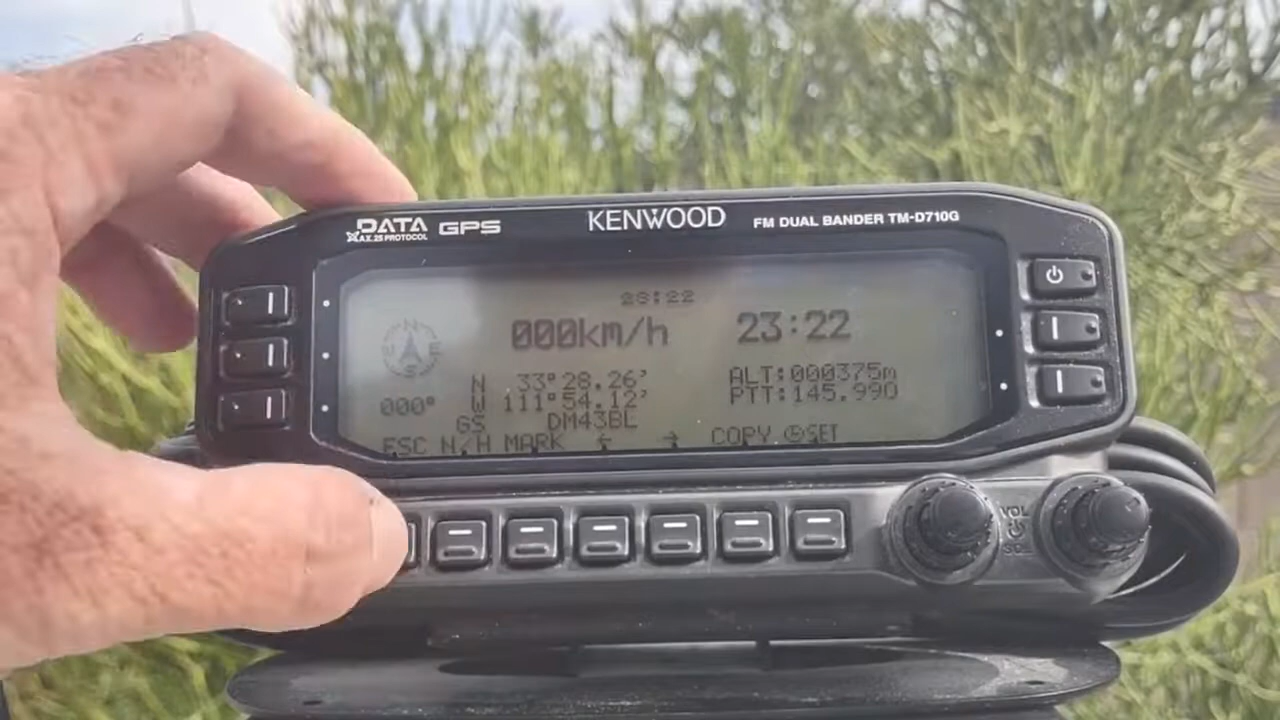 DATA GPS KENWOOD FM DUAL BANDER TM-D710G
AX.25 PROTOCOL
23:22
000km/h 23:22
N
E
S
N 33°28.26' ALT:000375m
000° W 111°54.12' PTT:145.990
GS DM43BL
ESC N/H MARK ← → COPY SET
VOL
SQL